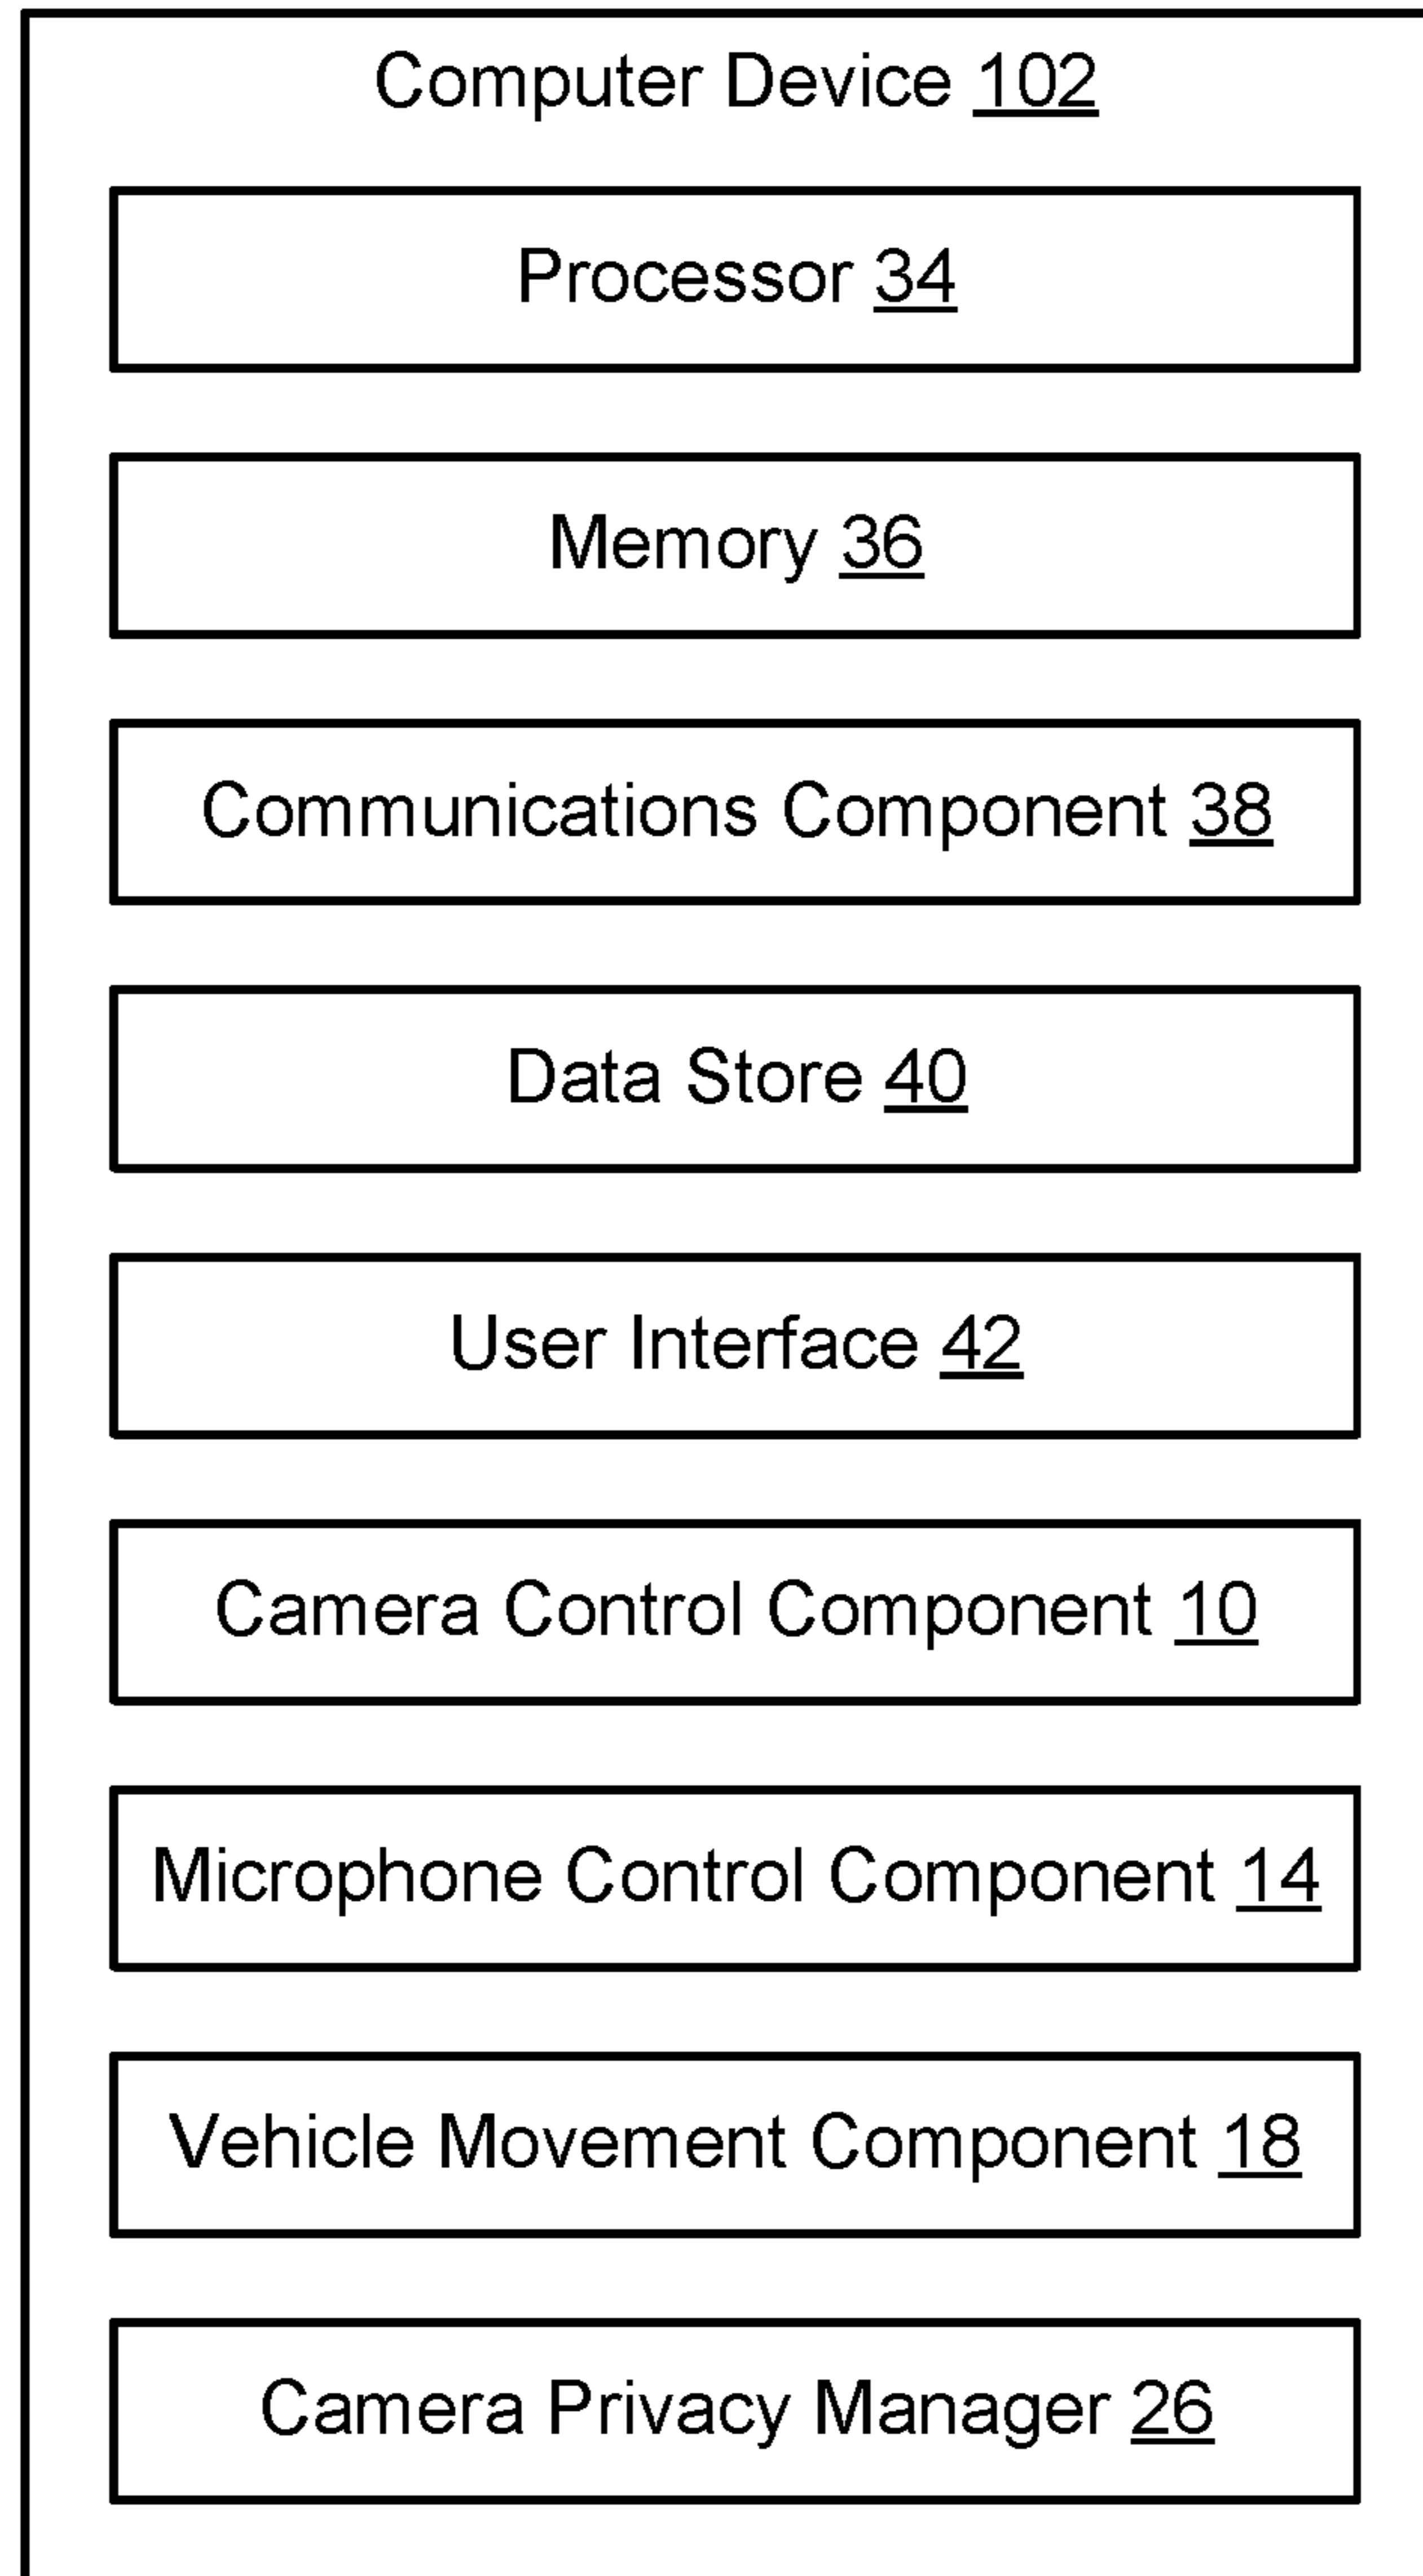 Computer Device 102
Processor 34
Memory 36
Communications Component 38
Data Store 40
User Interface 42
Camera Control Component 10
Microphone Control Component 14
Vehicle Movement Component 18
Camera Privacy Manager 26